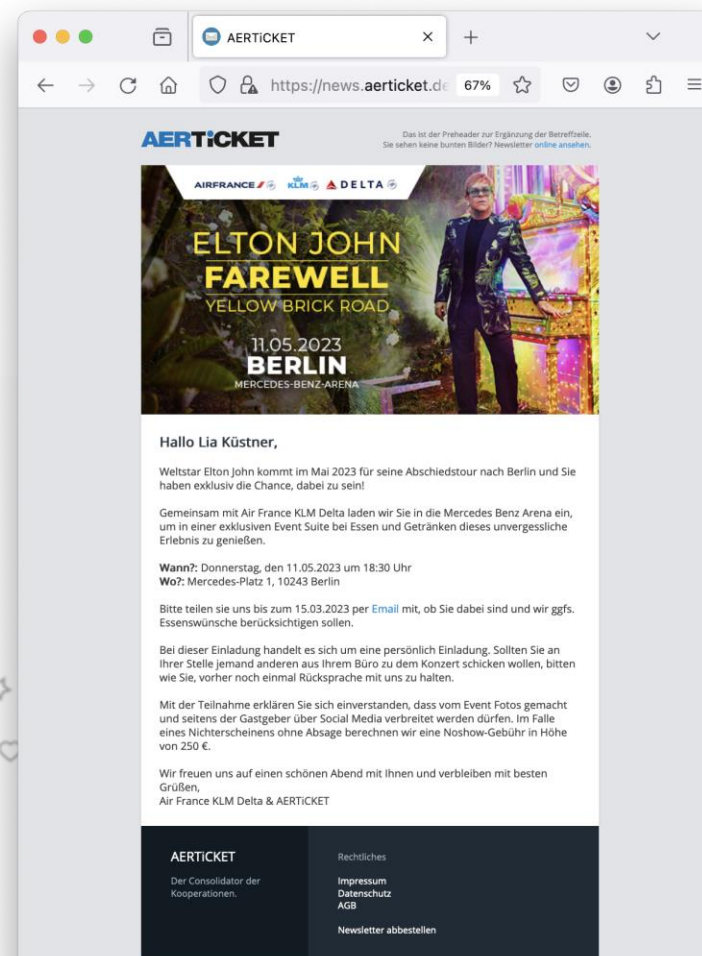 AERTiCKET
https://news.aerticket.de
67%
AERTiCKET
Das ist der Preheader zur Ergänzung der Betreffzeile.
Sie sehen keine bunten Bilder? Newsletter online ansehen.
AIRFRANCE KLM DELTA
ELTON JOHN
FAREWELL
YELLOW BRICK ROAD
11.05.2023
BERLIN
MERCEDES-BENZ-ARENA
Hallo Lia Küstner,
Weltstar Elton John kommt im Mai 2023 für seine Abschiedstour nach Berlin und Sie
haben exklusiv die Chance, dabei zu sein!
Gemeinsam mit Air France KLM Delta laden wir Sie in die Mercedes Benz Arena ein,
um in einer exklusiven Event Suite bei Essen und Getränken dieses unvergessliche
Erlebnis zu genießen.
Wann?: Donnerstag, den 11.05.2023 um 18:30 Uhr
Wo?: Mercedes-Platz 1, 10243 Berlin
Bitte teilen sie uns bis zum 15.03.2023 per Email mit, ob Sie dabei sind und wir ggfs.
Essenswünsche berücksichtigen sollen.
Bei dieser Einladung handelt es sich um eine persönlich Einladung. Sollten Sie an
Ihrer Stelle jemand anderen aus Ihrem Büro zu dem Konzert schicken wollen, bitten
wie Sie, vorher noch einmal Rücksprache mit uns zu halten.
Mit der Teilnahme erklären Sie sich einverstanden, dass vom Event Fotos gemacht
und seitens der Gastgeber über Social Media verbreitet werden dürfen. Im Falle
eines Nichterscheinens ohne Absage berechnen wir eine Noshow-Gebühr in Höhe
von 250 €.
Wir freuen uns auf einen schönen Abend mit Ihnen und verbleiben mit besten
Grüßen,
Air France KLM Delta & AERTiCKET
AERTiCKET
Der Consolidator der
Kooperationen.
Rechtliches
Impressum
Datenschutz
AGB
Newsletter abbestellen